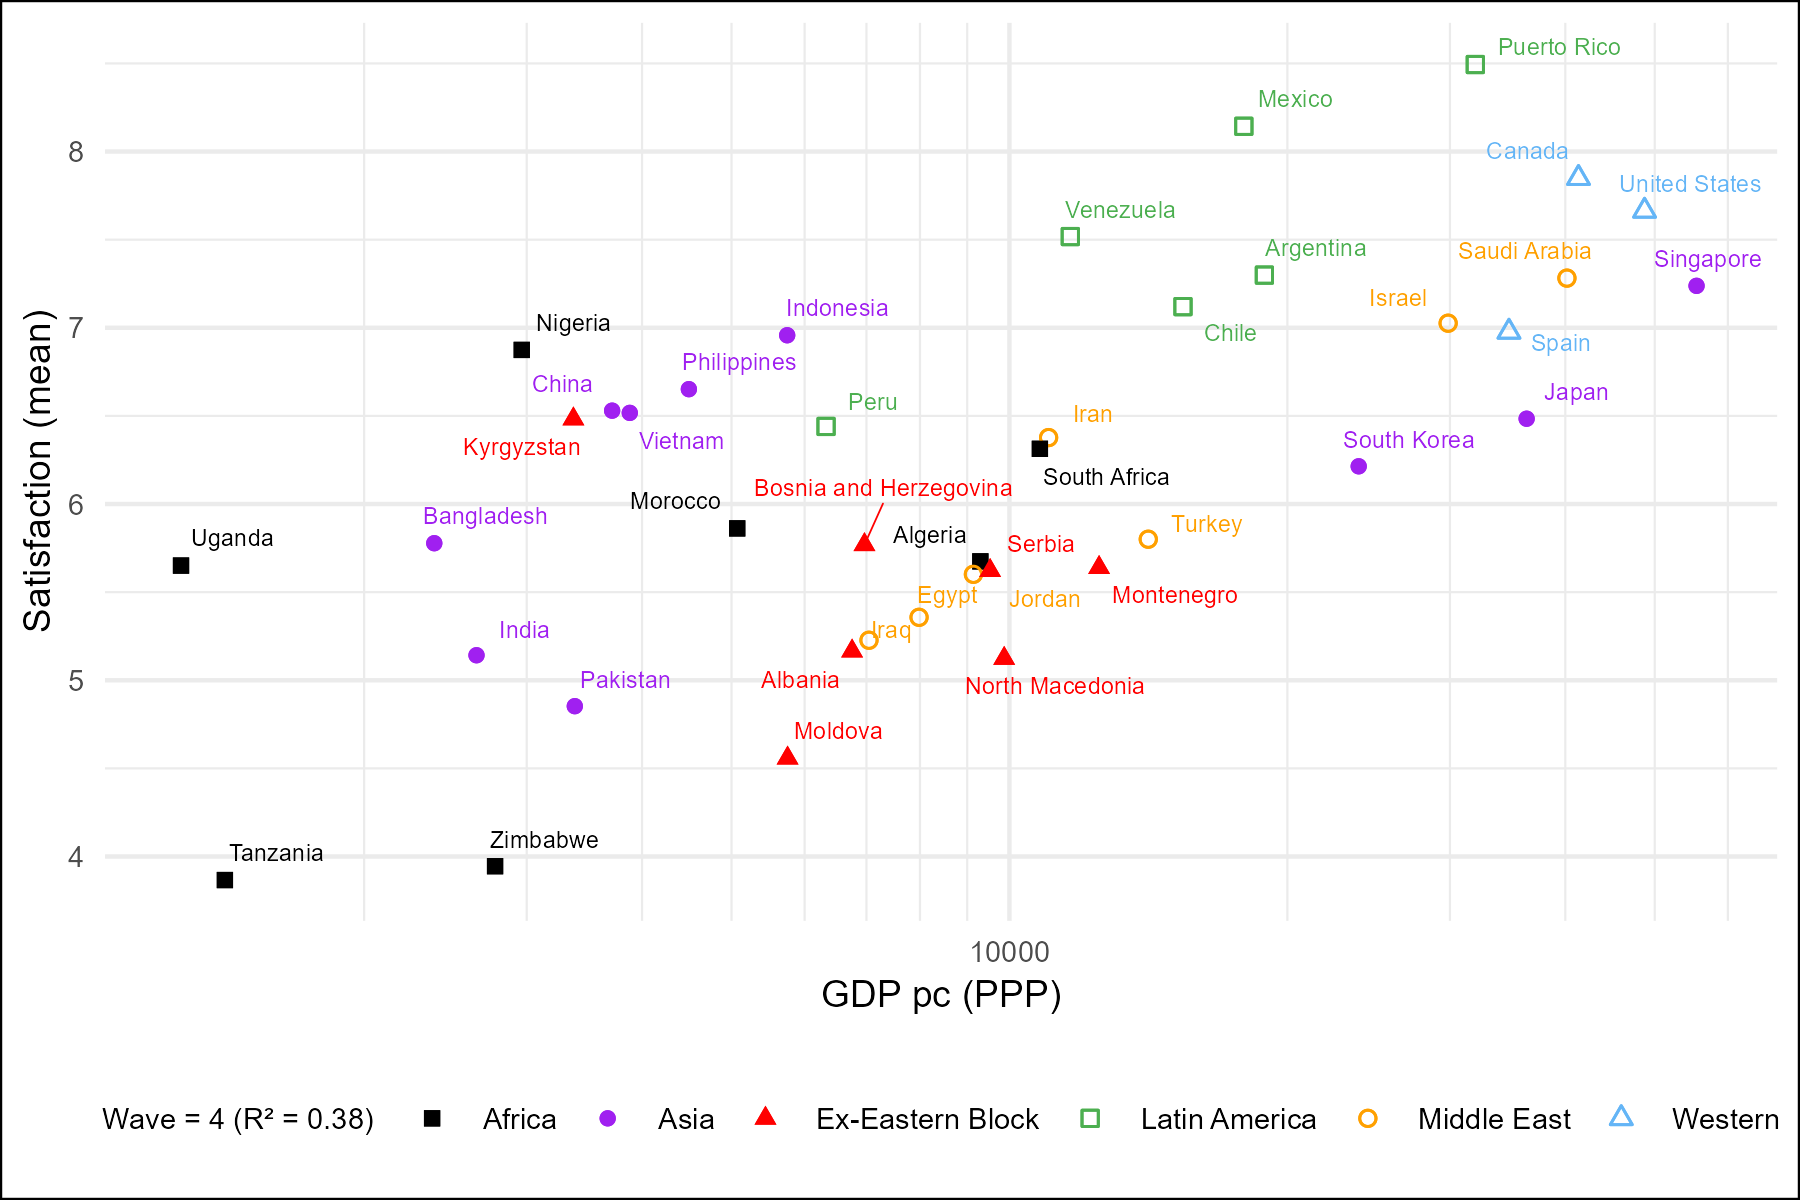 Puerto Rico
Mexico
Canada
United States
Venezuela
Argentina
Saudi Arabia
Singapore
Israel
Indonesia
Nigeria
Chile
Spain
Philippines
China
Japan
Peru
Iran
Kyrgyzstan
Vietnam
South Korea
South Africa
Bosnia and Herzegovina
Morocco
Bangladesh
Turkey
Uganda
Algeria
Serbia
Egypt
Jordan
Montenegro
India
Iraq
Pakistan
Albania
North Macedonia
Moldova
Zimbabwe
Tanzania
8
7
6
5
4
Satisfaction (mean)
10000
GDP pc (PPP)
Wave = 4 (R² = 0.38) Africa Asia Ex-Eastern Block Latin America Middle East Western